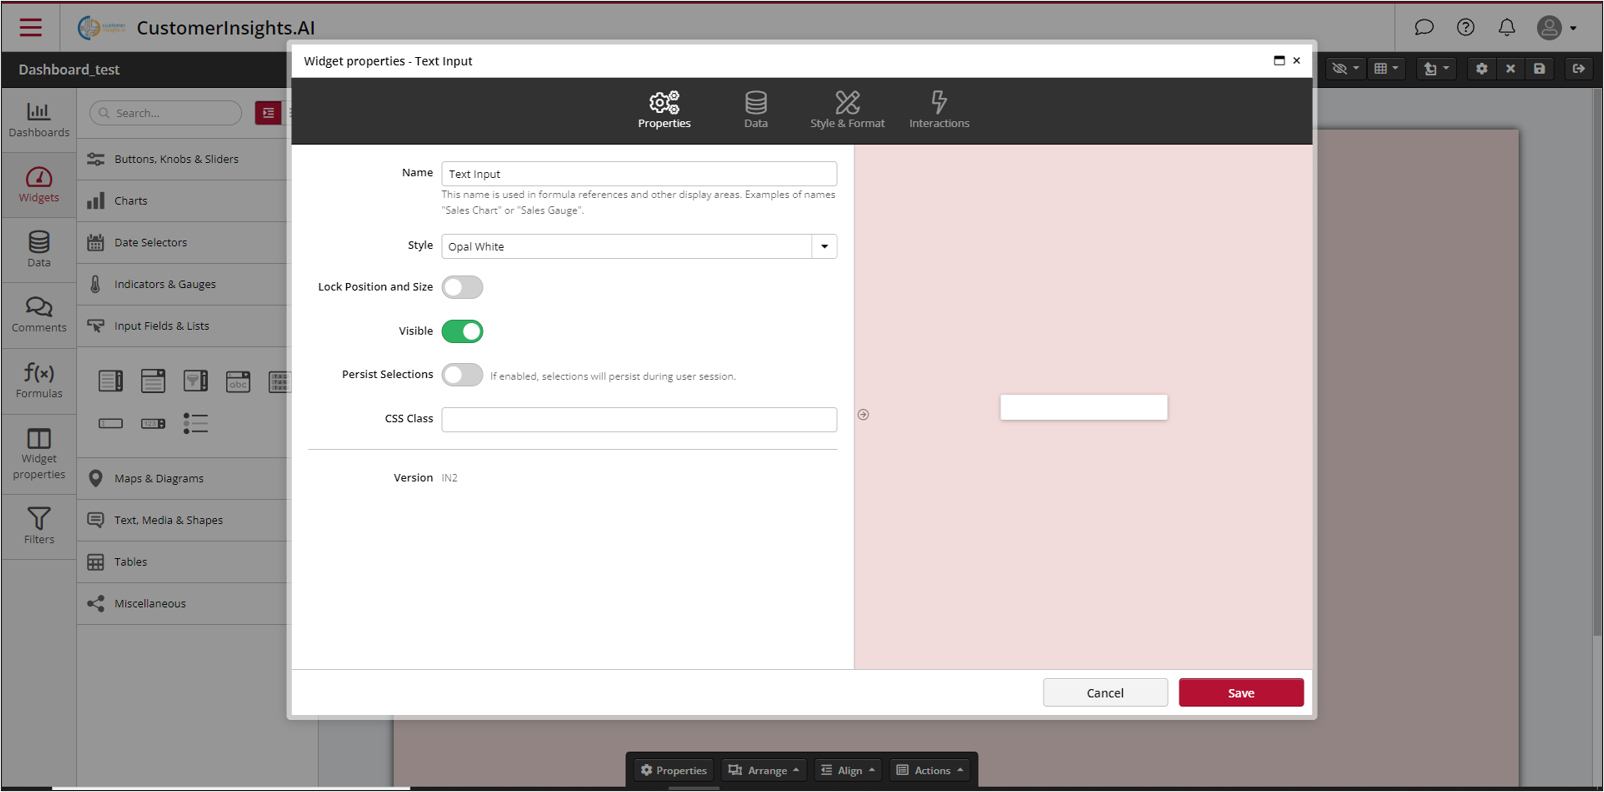 CustomerInsights.AI
Dashboard_test
Dashboards
Widgets
Data
Comments
Formulas
Widget
properties
Filters
Search...
Buttons, Knobs & Sliders
Charts
Date Selectors
Indicators & Gauges
Input Fields & Lists
abc
Maps & Diagrams
Text, Media & Shapes
Tables
Miscellaneous
Widget properties - Text Input
Properties
Data
Style & Format
Interactions
Name
Text Input
This name is used in formula references and other display areas. Examples of names
"Sales Chart" or "Sales Gauge".
Style
Opal White
Lock Position and Size
Visible
Persist Selections
If enabled, selections will persist during user session.
CSS Class
Version IN2
Cancel
Save
Properties
Arrange
Align
Actions